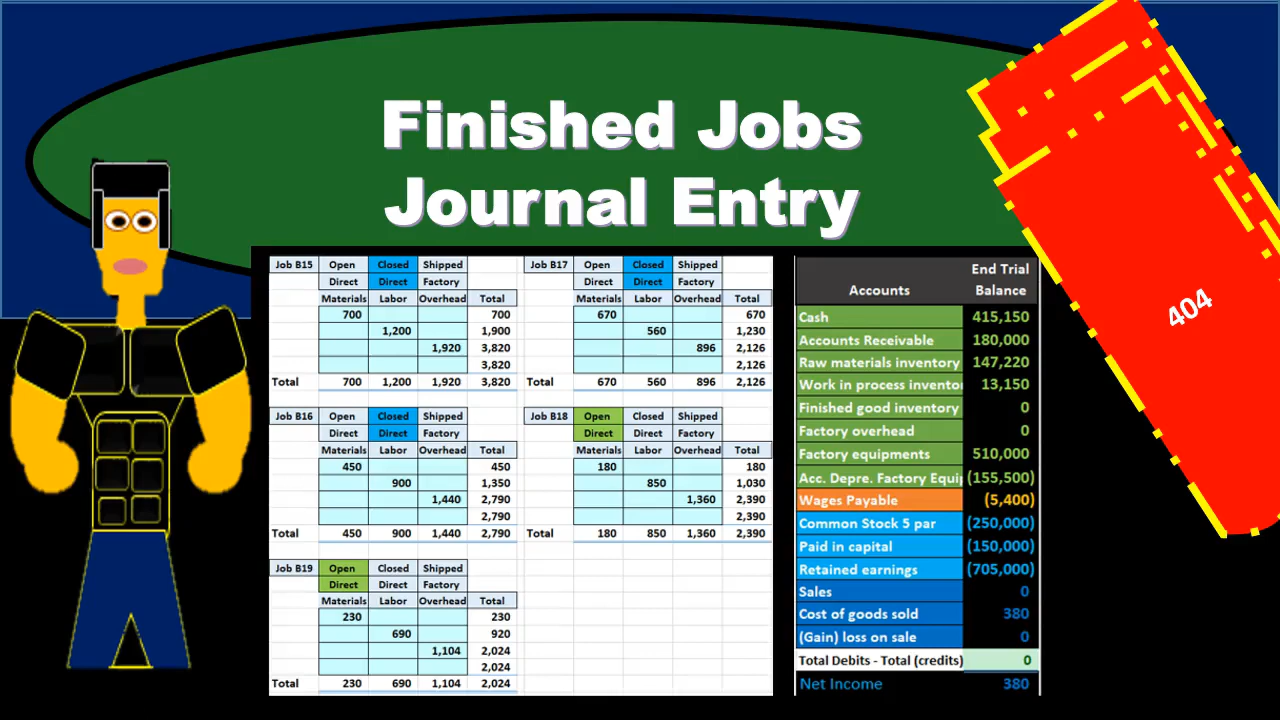 Finished Jobs
Journal Entry
404
Job B15 Open Closed Shipped
Direct Direct Factory
Materials Labor Overhead Total
700 700
1,200 1,900
1,920 3,820
3,820
Total 700 1,200 1,920 3,820
Job B17 Open Closed Shipped
Direct Direct Factory
Materials Labor Overhead Total
670 670
560 1,230
896 2,126
2,126
Total 670 560 896 2,126
Job B16 Open Closed Shipped
Direct Direct Factory
Materials Labor Overhead Total
450 450
900 1,350
1,440 2,790
2,790
Total 450 900 1,440 2,790
Job B18 Open Closed Shipped
Direct Direct Factory
Materials Labor Overhead Total
180 180
850 1,030
1,360 2,390
2,390
Total 180 850 1,360 2,390
Job B19 Open Closed Shipped
Direct Direct Factory
Materials Labor Overhead Total
230 230
690 920
1,104 2,024
2,024
Total 230 690 1,104 2,024
End Trial
Accounts Balance
Cash 415,150
Accounts Receivable 180,000
Raw materials inventory 147,220
Work in process invento 13,150
Finished good inventory 0
Factory overhead 0
Factory equipments 510,000
Acc. Depre. Factory Equip (155,500)
Wages Payable (5,400)
Common Stock 5 par (250,000)
Paid in capital (150,000)
Retained earnings (705,000)
Sales 0
Cost of goods sold 380
(Gain) loss on sale 0
Total Debits - Total (credits) 0
Net Income 380